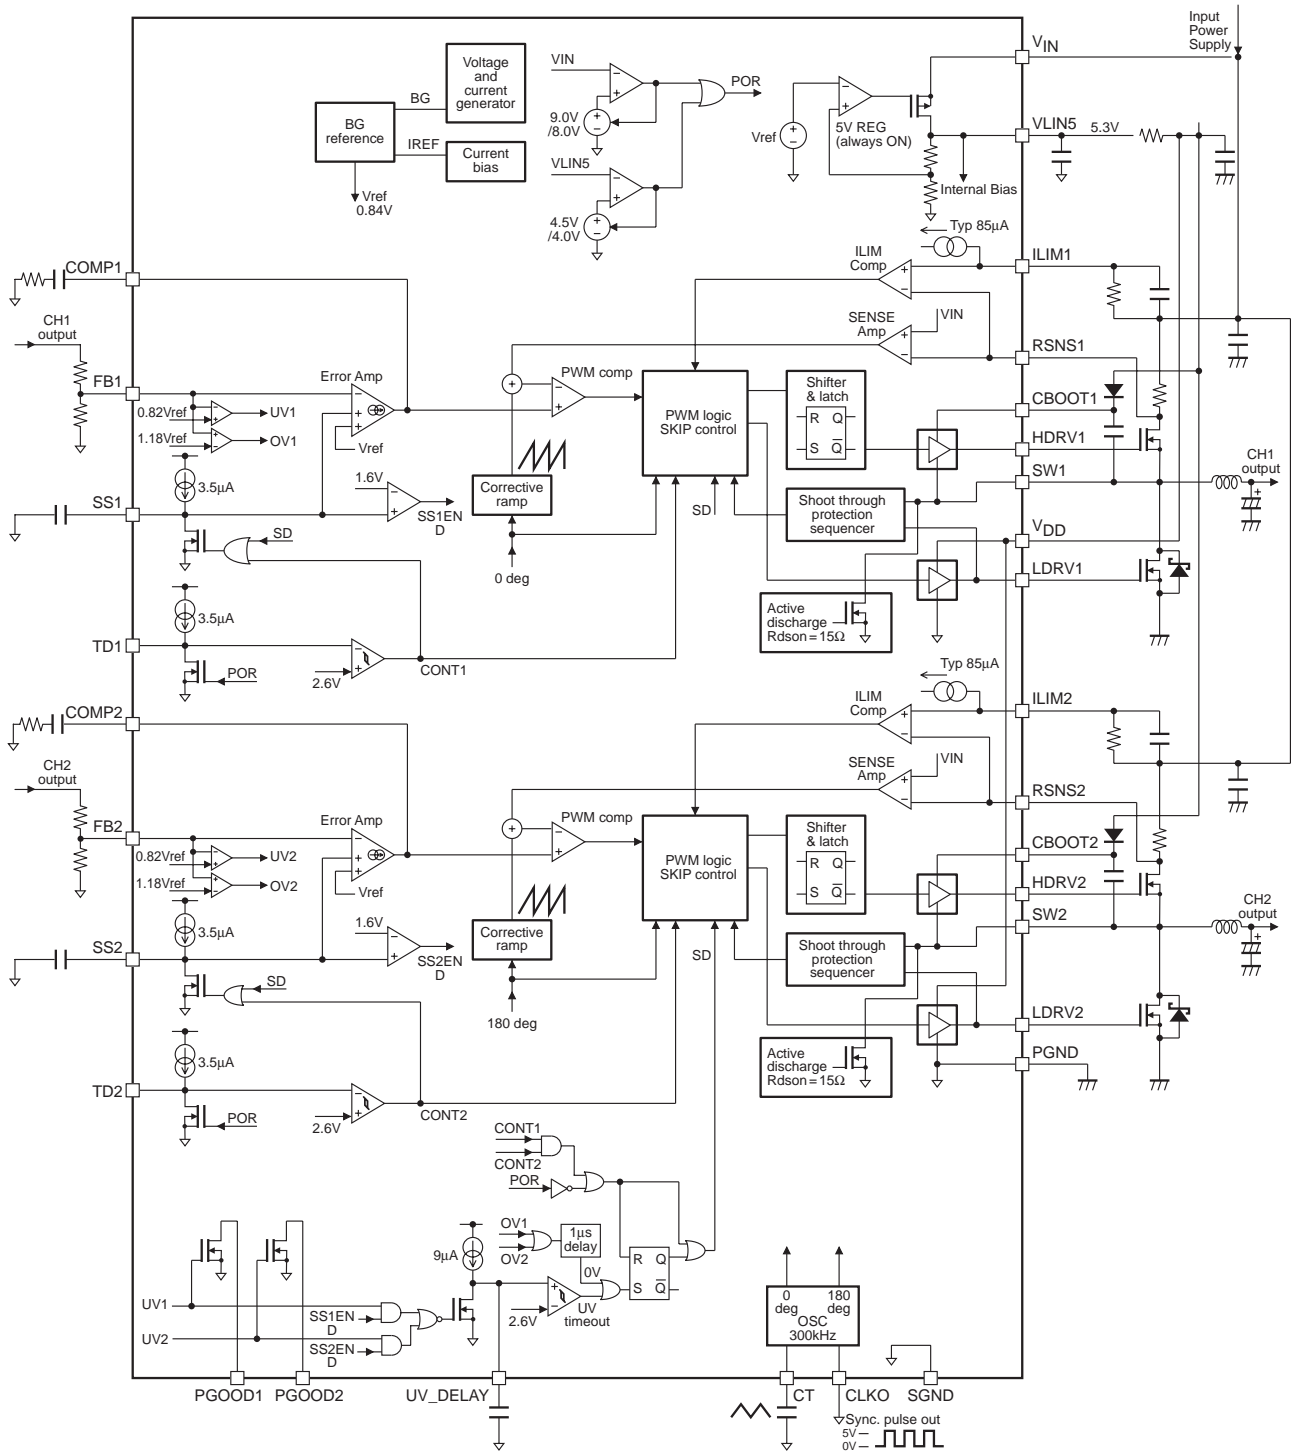 Input
Power
Supply
VIN
Voltage
and
current
generator
VIN
POR
BG
BG
reference
9.0V
/8.0V
Vref
5V REG
(always ON)
VLIN5
5.3V
IREF
Current
bias
VLIN5
Internal Bias
Vref
0.84V
4.5V
/4.0V
Typ 85μA
COMP1
ILIM
Comp
ILIM1
CH1
output
SENSE
Amp
VIN
RSNS1
FB1
Error Amp
PWM comp
Shifter
& latch
CBOOT1
0.82Vref
UV1
PWM logic
SKIP control
R Q
1.18Vref
OV1
Vref
S Q
HDRV1
CH1
output
SW1
3.5μA
1.6V
Corrective
ramp
SS1
SS1EN
D
SD
Shoot through
protection
sequencer
VDD
SD
0 deg
LDRV1
3.5μA
Active
discharge
Rdson=15Ω
TD1
POR
2.6V
CONT1
Typ 85μA
COMP2
ILIM
Comp
ILIM2
CH2
output
SENSE
Amp
VIN
RSNS2
FB2
Error Amp
PWM comp
Shifter
& latch
CBOOT2
0.82Vref
UV2
PWM logic
SKIP control
R Q
1.18Vref
OV2
Vref
S Q
HDRV2
CH2
output
SW2
3.5μA
1.6V
Corrective
ramp
SS2
SS2EN
D
SD
Shoot through
protection
sequencer
SD
180 deg
LDRV2
PGND
3.5μA
Active
discharge
Rdson=15Ω
TD2
POR
2.6V
CONT2
CONT1
CONT2
POR
OV1
OV2
1μs
delay
9μA
0V
R Q
S Q
UV1
SS1EN
D
2.6V
UV
timeout
UV2
SS2EN
D
0
deg
180
deg
OSC
300kHz
PGOOD1
PGOOD2
UV_DELAY
CT
CLKO
SGND
Sync. pulse out
5V
0V